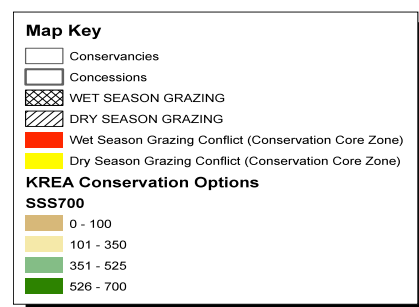 Map Key
Conservancies
Concessions
WET SEASON GRAZING
DRY SEASON GRAZING
Wet Season Grazing Conflict (Conservation Core Zone)
Dry Season Grazing Conflict (Conservation Core Zone)
KREA Conservation Options
SSS700
0 - 100
101 - 350
351 - 525
526 - 700